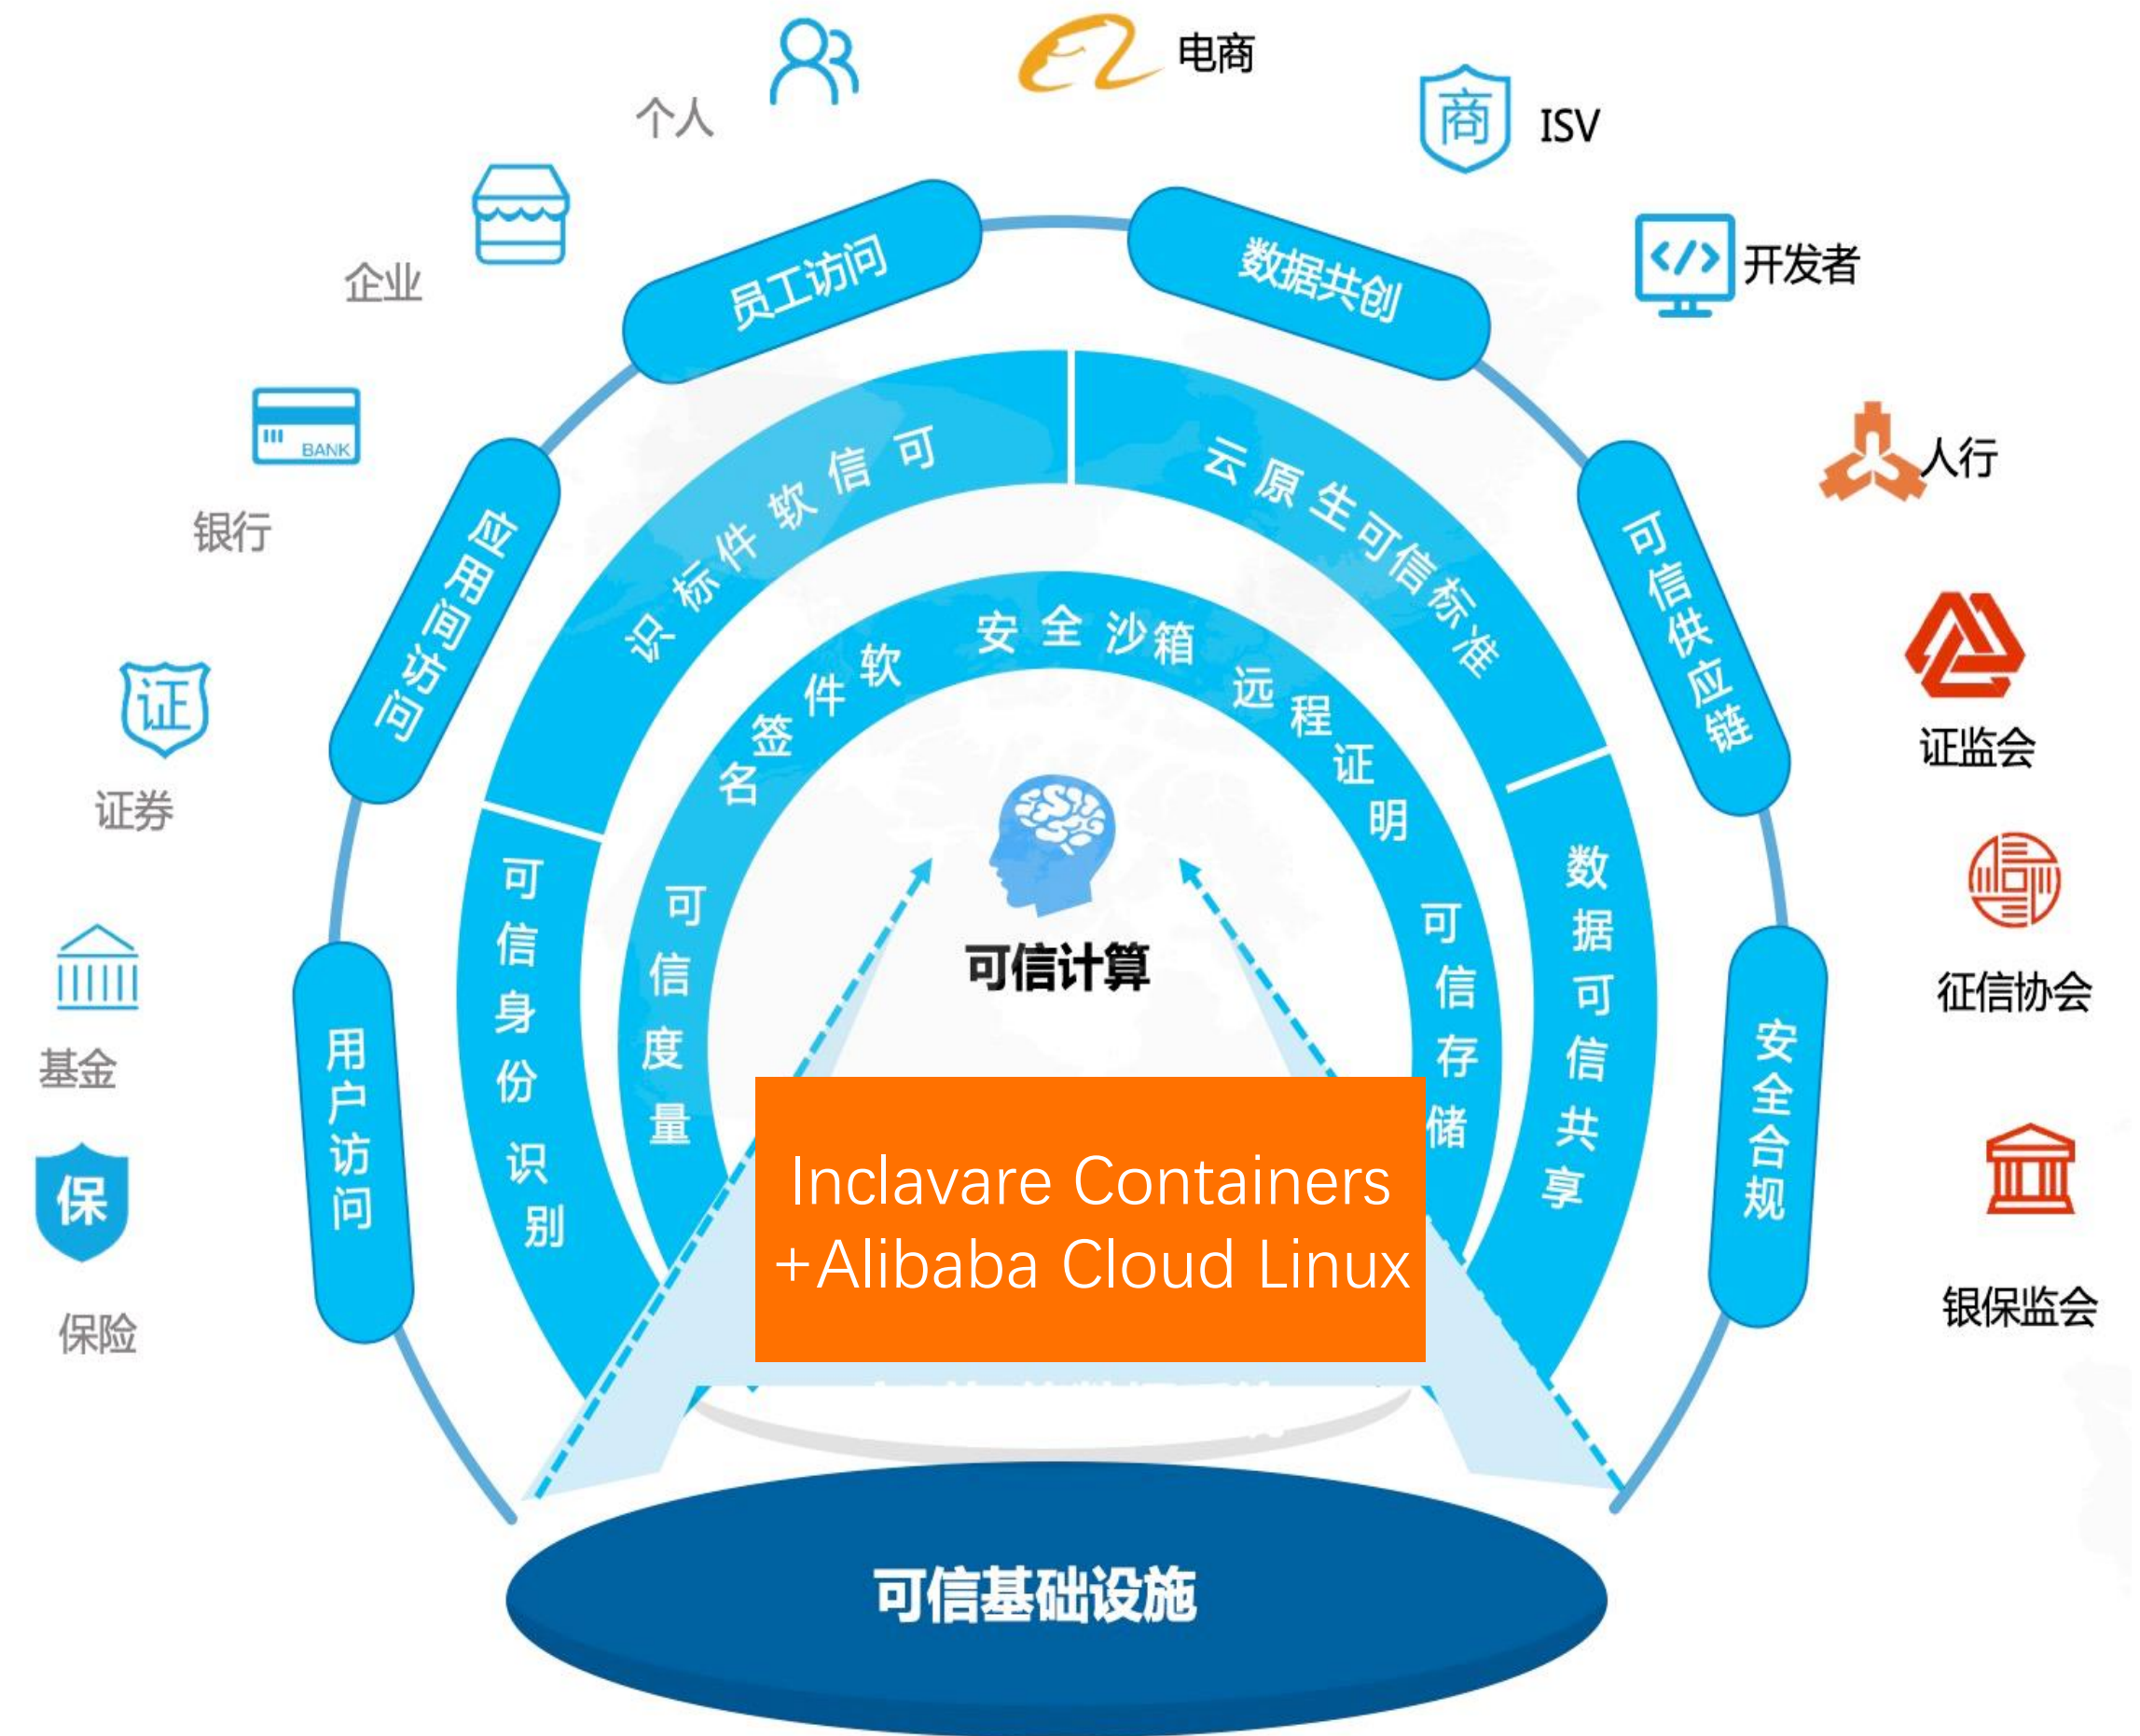 个人
电商
商
ISV
企业
开发者
员工访问
数据共创
BANK
银行
人行
应用间访问
可信供应链
可信软件标识
云原生可信标准
证
证券
证监会
软件签名
安全沙箱
远程证明
可信身份识别
可信度量
可信计算
可信存储
数据可信共享
征信协会
基金
用户访问
安全合规
保
保险
银保监会
Inclavare Containers
+Alibaba Cloud Linux
可信基础设施